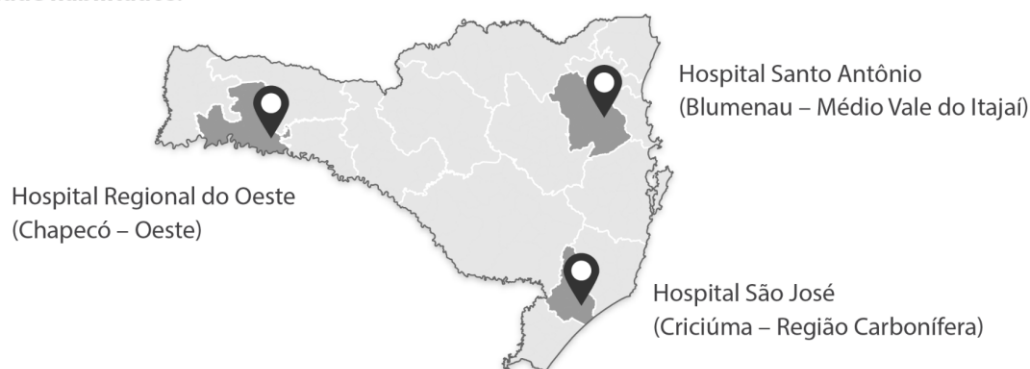 Hospital Santo Antônio
(Blumenau – Médio Vale do Itajaí)
Hospital Regional do Oeste
(Chapecó – Oeste)
Hospital São José
(Criciúma – Região Carbonífera)